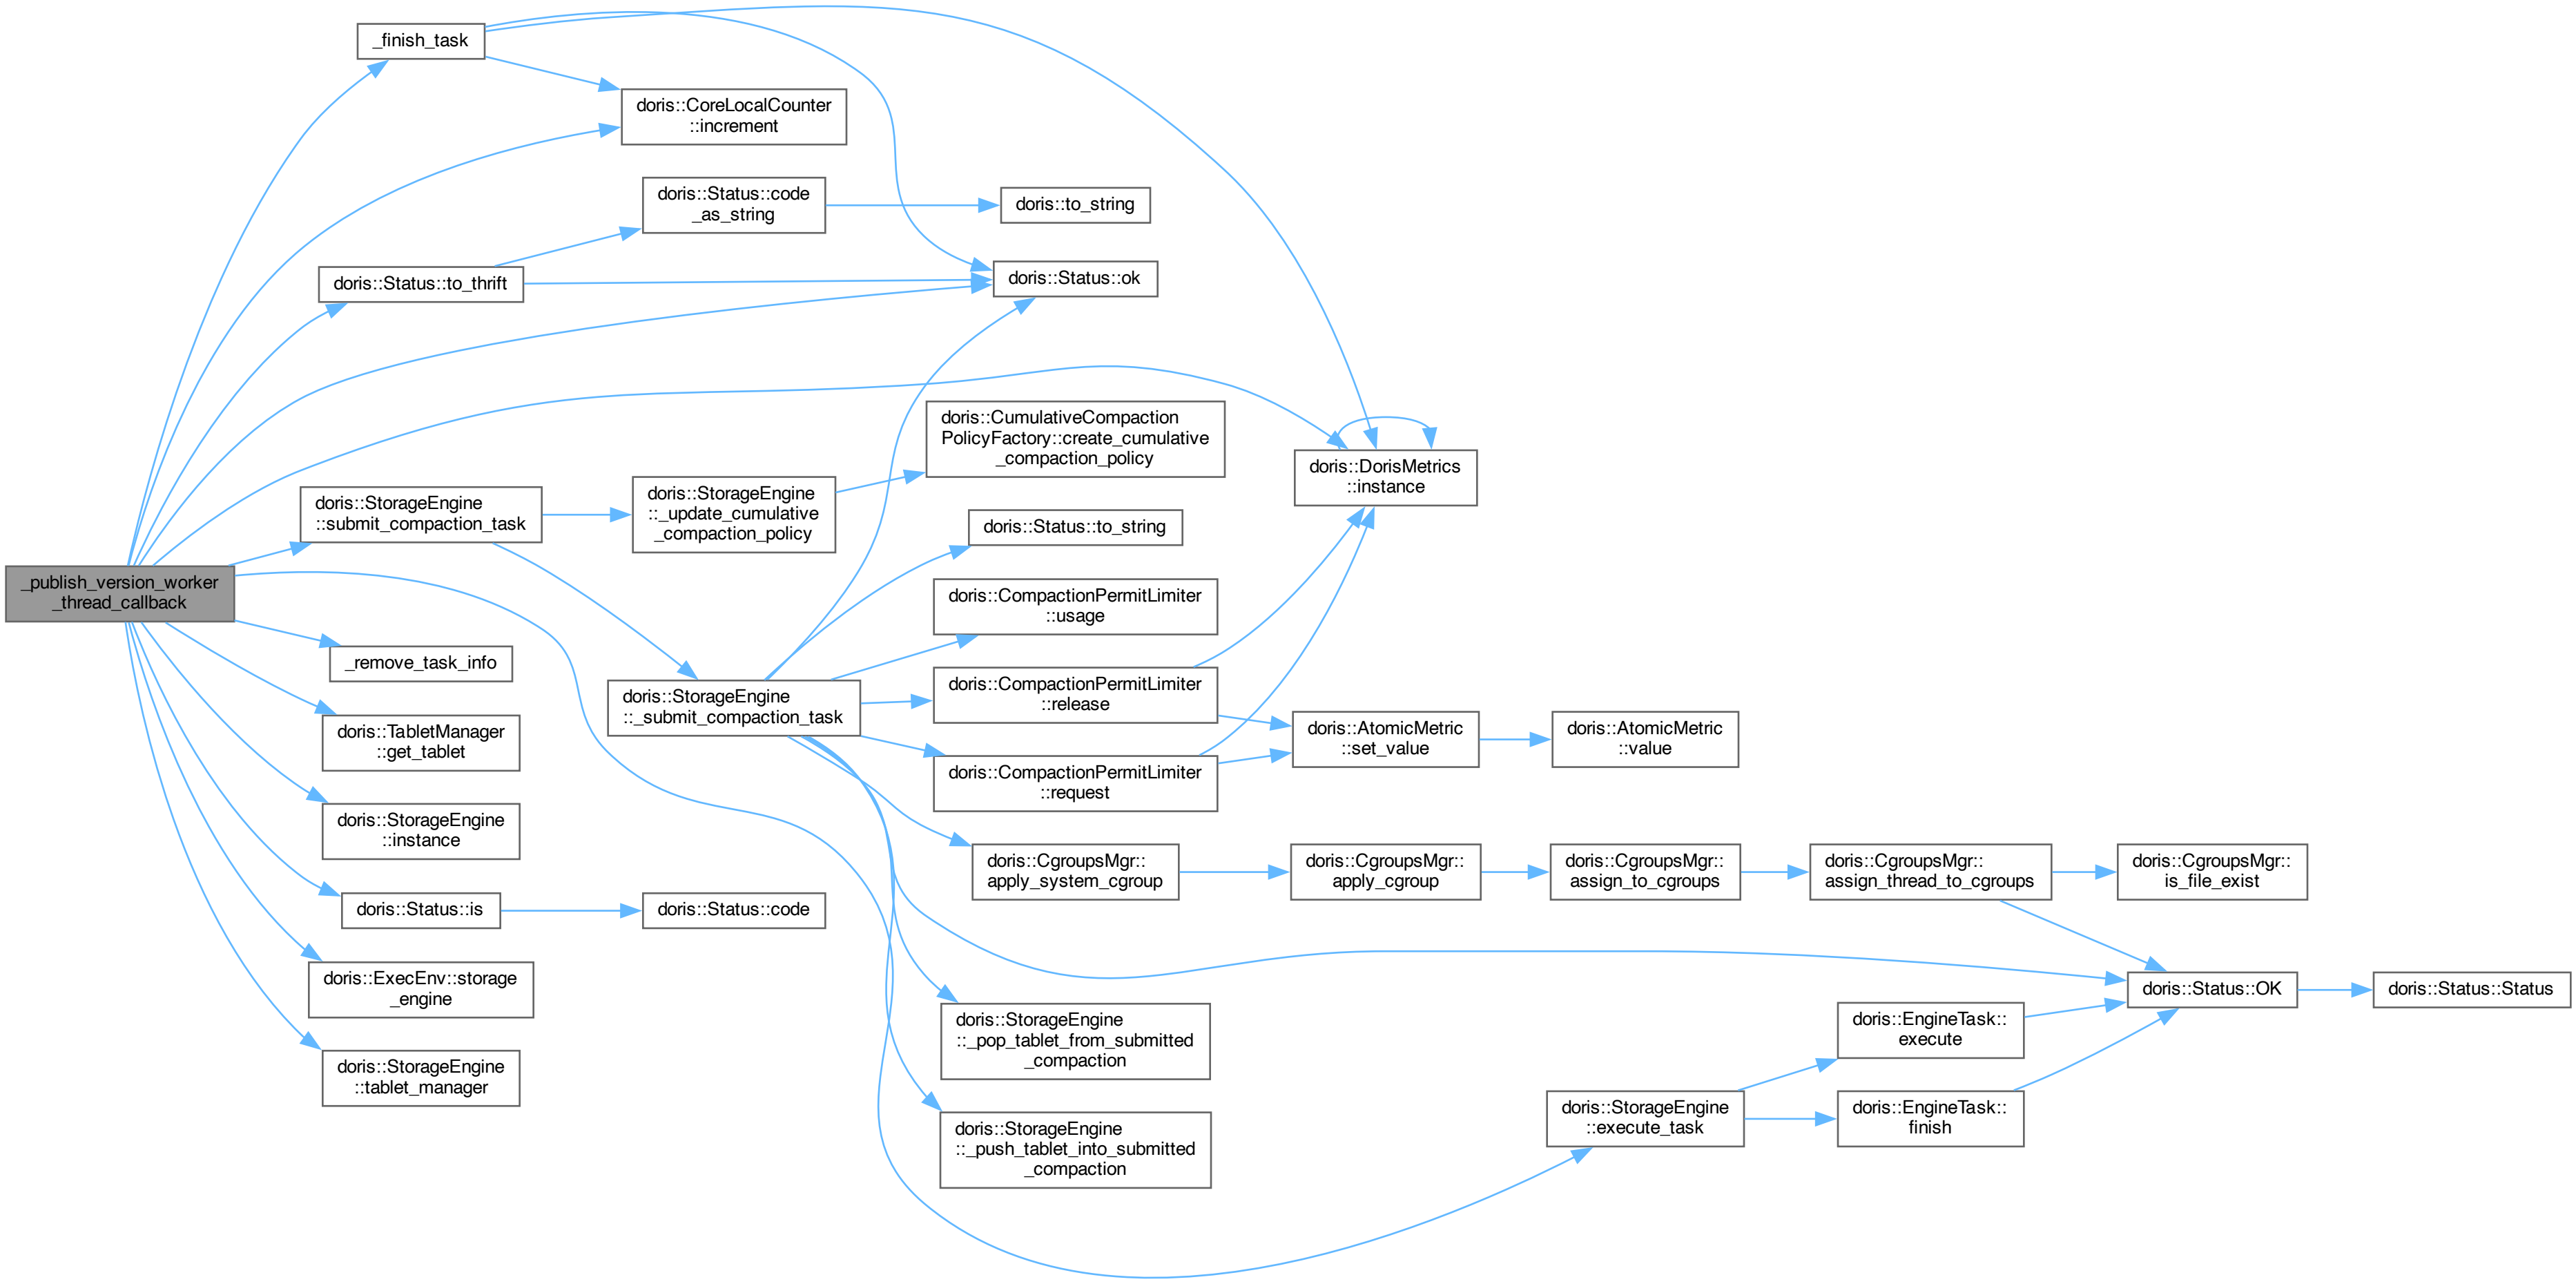 _finish_task
doris::CoreLocalCounter
::increment
doris::Status::code
_as_string
doris::to_string
doris::Status::to_thrift
doris::Status::ok
doris::CumulativeCompaction
PolicyFactory::create_cumulative
_compaction_policy
doris::DorisMetrics
::instance
doris::StorageEngine
::submit_compaction_task
doris::StorageEngine
::_update_cumulative
_compaction_policy
doris::Status::to_string
_publish_version_worker
_thread_callback
doris::CompactionPermitLimiter
::usage
_remove_task_info
doris::StorageEngine
::_submit_compaction_task
doris::CompactionPermitLimiter
::release
doris::TabletManager
::get_tablet
doris::AtomicMetric
::set_value
doris::AtomicMetric
::value
doris::CompactionPermitLimiter
::request
doris::StorageEngine
::instance
doris::CgroupsMgr::
apply_system_cgroup
doris::CgroupsMgr::
apply_cgroup
doris::CgroupsMgr::
assign_to_cgroups
doris::CgroupsMgr::
assign_thread_to_cgroups
doris::CgroupsMgr::
is_file_exist
doris::Status::is
doris::Status::code
doris::ExecEnv::storage
_engine
doris::Status::OK
doris::Status::Status
doris::StorageEngine
::_pop_tablet_from_submitted
_compaction
doris::EngineTask::
execute
doris::StorageEngine
::tablet_manager
doris::StorageEngine
::execute_task
doris::EngineTask::
finish
doris::StorageEngine
::_push_tablet_into_submitted
_compaction